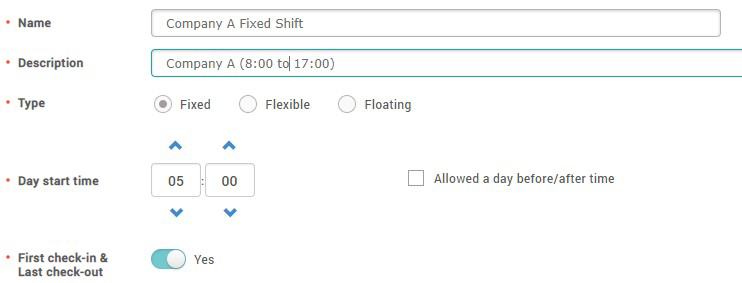 • Name Company A Fixed Shift
• Description Company A (8:00 to 17:00)
• Type Fixed Flexible Floating
• Day start time 05 : 00 Allowed a day before/after time
• First check-in & Yes
Last check-out